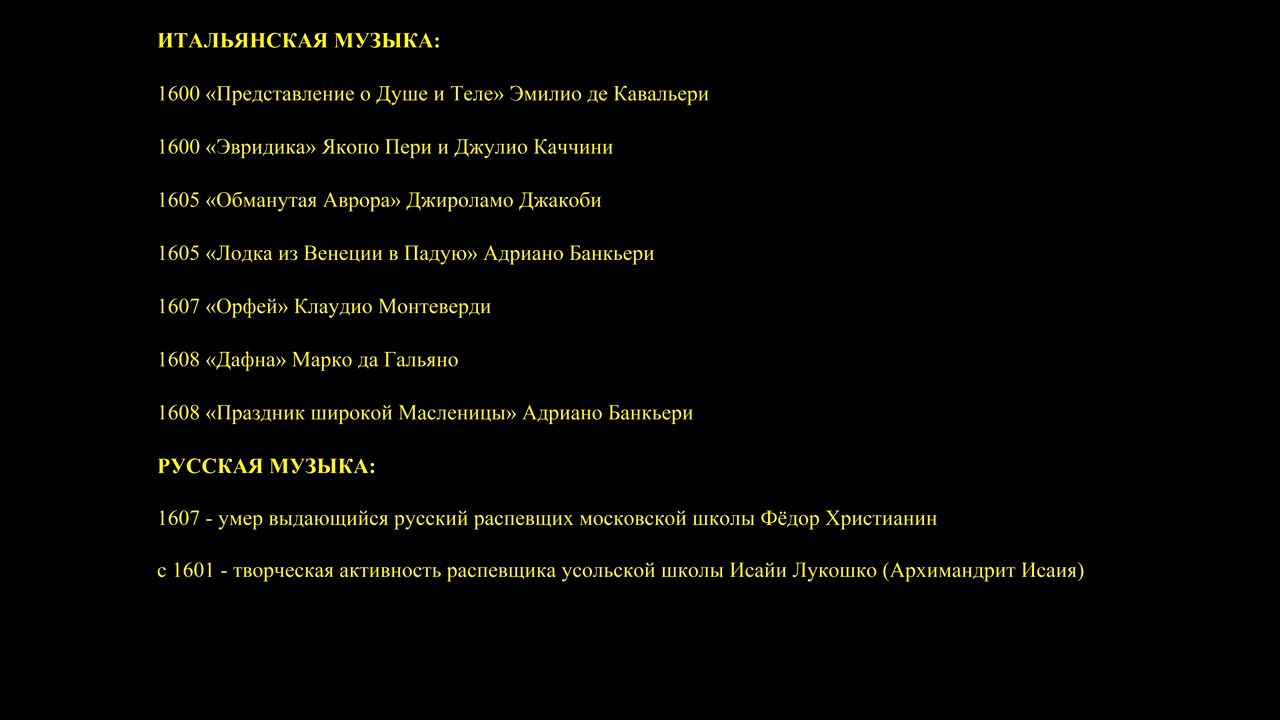 ИТАЛЬЯНСКАЯ МУЗЫКА:
1600 «Представление о Душе и Теле» Эмилио де Кавальери
1600 «Эвридика» Якопо Пери и Джулио Каччини
1605 «Обманутая Аврора» Джироламо Джакоби
1605 «Лодка из Венеции в Падую» Адриано Банкьери
1607 «Орфей» Клаудио Монтеверди
1608 «Дафна» Марко да Гальяно
1608 «Праздник широкой Масленицы» Адриано Банкьери
РУССКАЯ МУЗЫКА:
1607 - умер выдающийся русский распевщих московской школы Фёдор Христианин
с 1601 - творческая активность распевщика усольской школы Исайи Лукошко (Архимандрит Исаия)